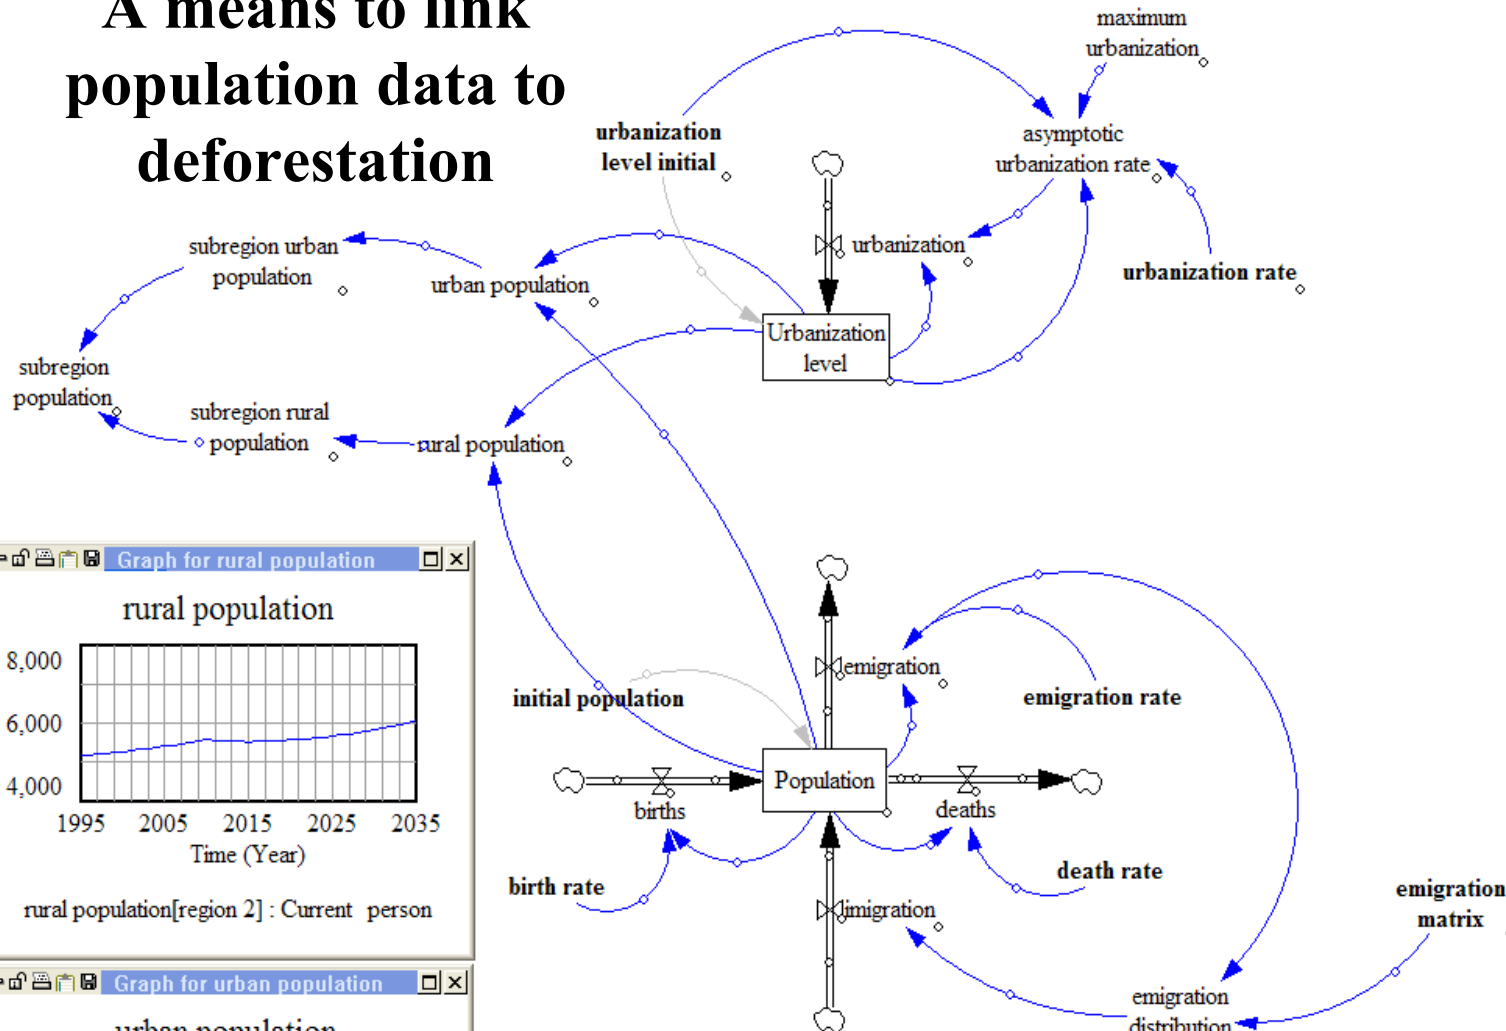 A means to link
population data to
deforestation
maximum
urbanization
urbanization
level initial
asymptotic
urbanization rate
subregion urban
population
urban population
urbanization
urbanization rate
Urbanization
level
subregion
population
subregion rural
population
rural population
Graph for rural population
rural population
8,000
6,000
4,000
1995 2005 2015 2025 2035
Time (Year)
rural population[region 2] : Current person
Graph for urban population
urban population
initial population
emigration
emigration rate
Population
births
deaths
birth rate
death rate
imigration
emigration
matrix
emigration
distribution